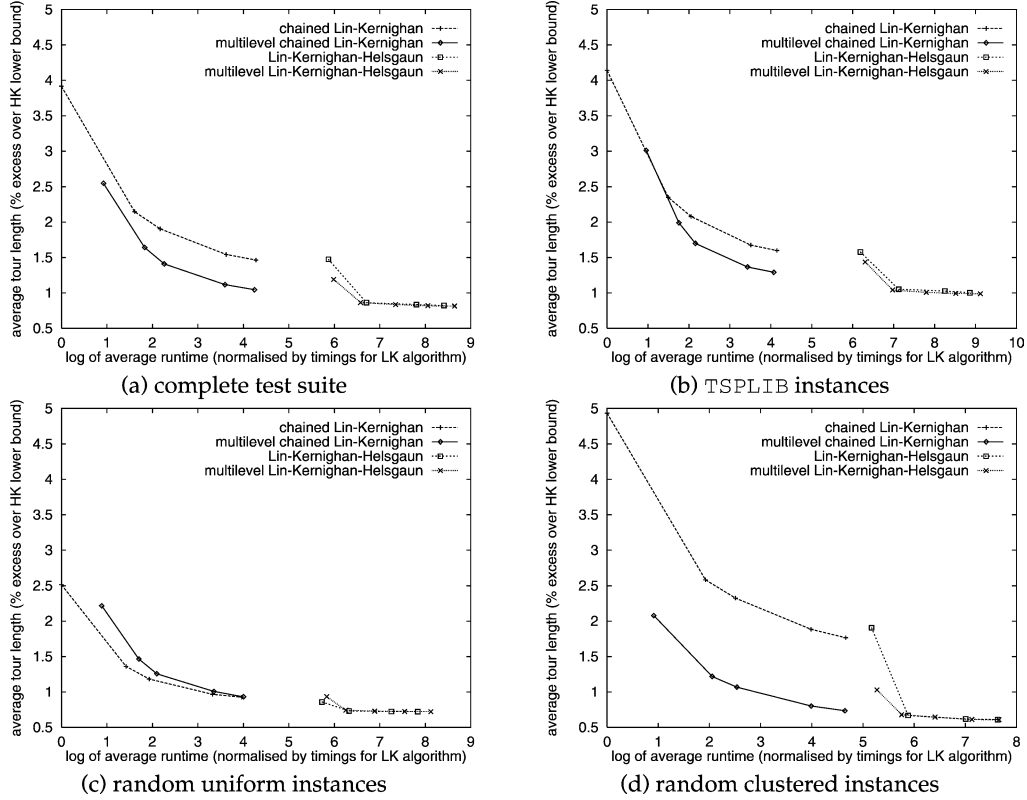 average tour length (% excess over HK lower bound)
5
4.5
4
3.5
3
2.5
2
1.5
1
0.5
chained Lin-Kernighan
multilevel chained Lin-Kernighan
Lin-Kernighan-Helsgaun
multilevel Lin-Kernighan-Helsgaun
0 1 2 3 4 5 6 7 8 9
log of average runtime (normalised by timings for LK algorithm)
(a) complete test suite
average tour length (% excess over HK lower bound)
5
4.5
4
3.5
3
2.5
2
1.5
1
0.5
chained Lin-Kernighan
multilevel chained Lin-Kernighan
Lin-Kernighan-Helsgaun
multilevel Lin-Kernighan-Helsgaun
0 1 2 3 4 5 6 7 8 9 10
log of average runtime (normalised by timings for LK algorithm)
(b) TSPLIB instances
average tour length (% excess over HK lower bound)
5
4.5
4
3.5
3
2.5
2
1.5
1
0.5
chained Lin-Kernighan
multilevel chained Lin-Kernighan
Lin-Kernighan-Helsgaun
multilevel Lin-Kernighan-Helsgaun
0 1 2 3 4 5 6 7 8 9
log of average runtime (normalised by timings for LK algorithm)
(c) random uniform instances
average tour length (% excess over HK lower bound)
5
4.5
4
3.5
3
2.5
2
1.5
1
0.5
chained Lin-Kernighan
multilevel chained Lin-Kernighan
Lin-Kernighan-Helsgaun
multilevel Lin-Kernighan-Helsgaun
0 1 2 3 4 5 6 7 8
log of average runtime (normalised by timings for LK algorithm)
(d) random clustered instances